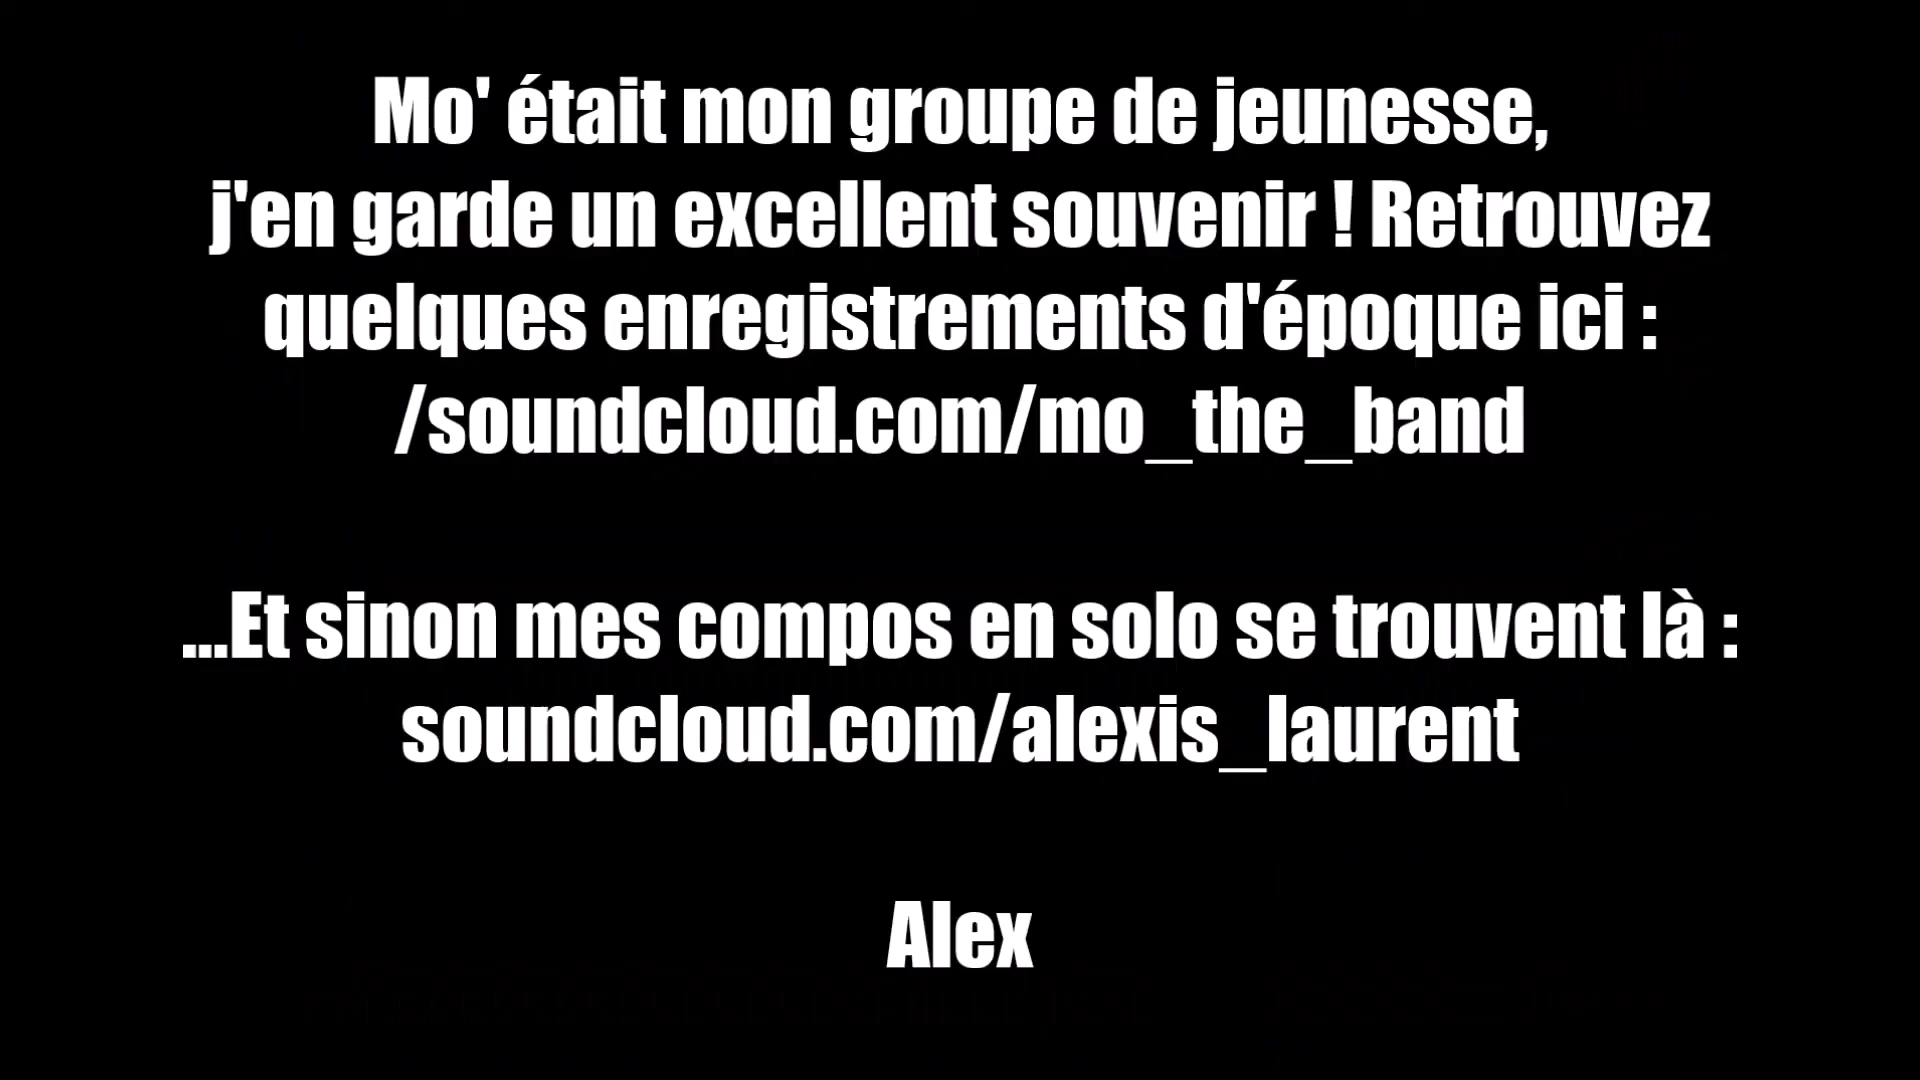 Mo' était mon groupe de jeunesse,
j'en garde un excellent souvenir ! Retrouvez
quelques enregistrements d'époque ici :
/soundcloud.com/mo_the_band
...Et sinon mes compos en solo se trouvent là :
soundcloud.com/alexis_laurent
Alex